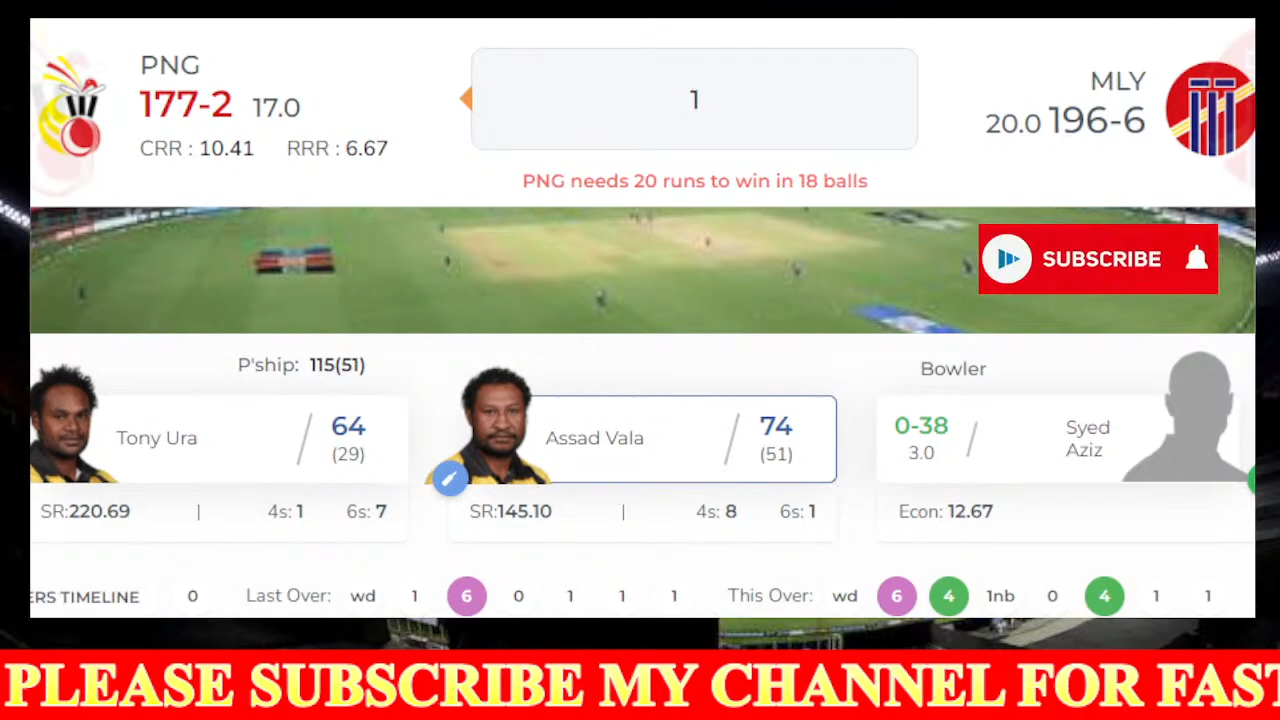 PNG
177-2 17.0
CRR : 10.41 RRR : 6.67
1
PNG needs 20 runs to win in 18 balls
MLY
20.0 196-6
SUBSCRIBE
P'ship: 115(51)
Tony Ura
64
(29)
SR:220.69 | 4s: 1 6s: 7
Assad Vala
74
(51)
SR:145.10 | 4s: 8 6s: 1
Bowler
0-38
3.0
Syed
Aziz
Econ: 12.67
ERS TIMELINE 0 Last Over: wd 1 6 0 1 1 1 This Over: wd 6 4 1nb 0 4 1 1
PLEASE SUBSCRIBE MY CHANNEL FOR FAST